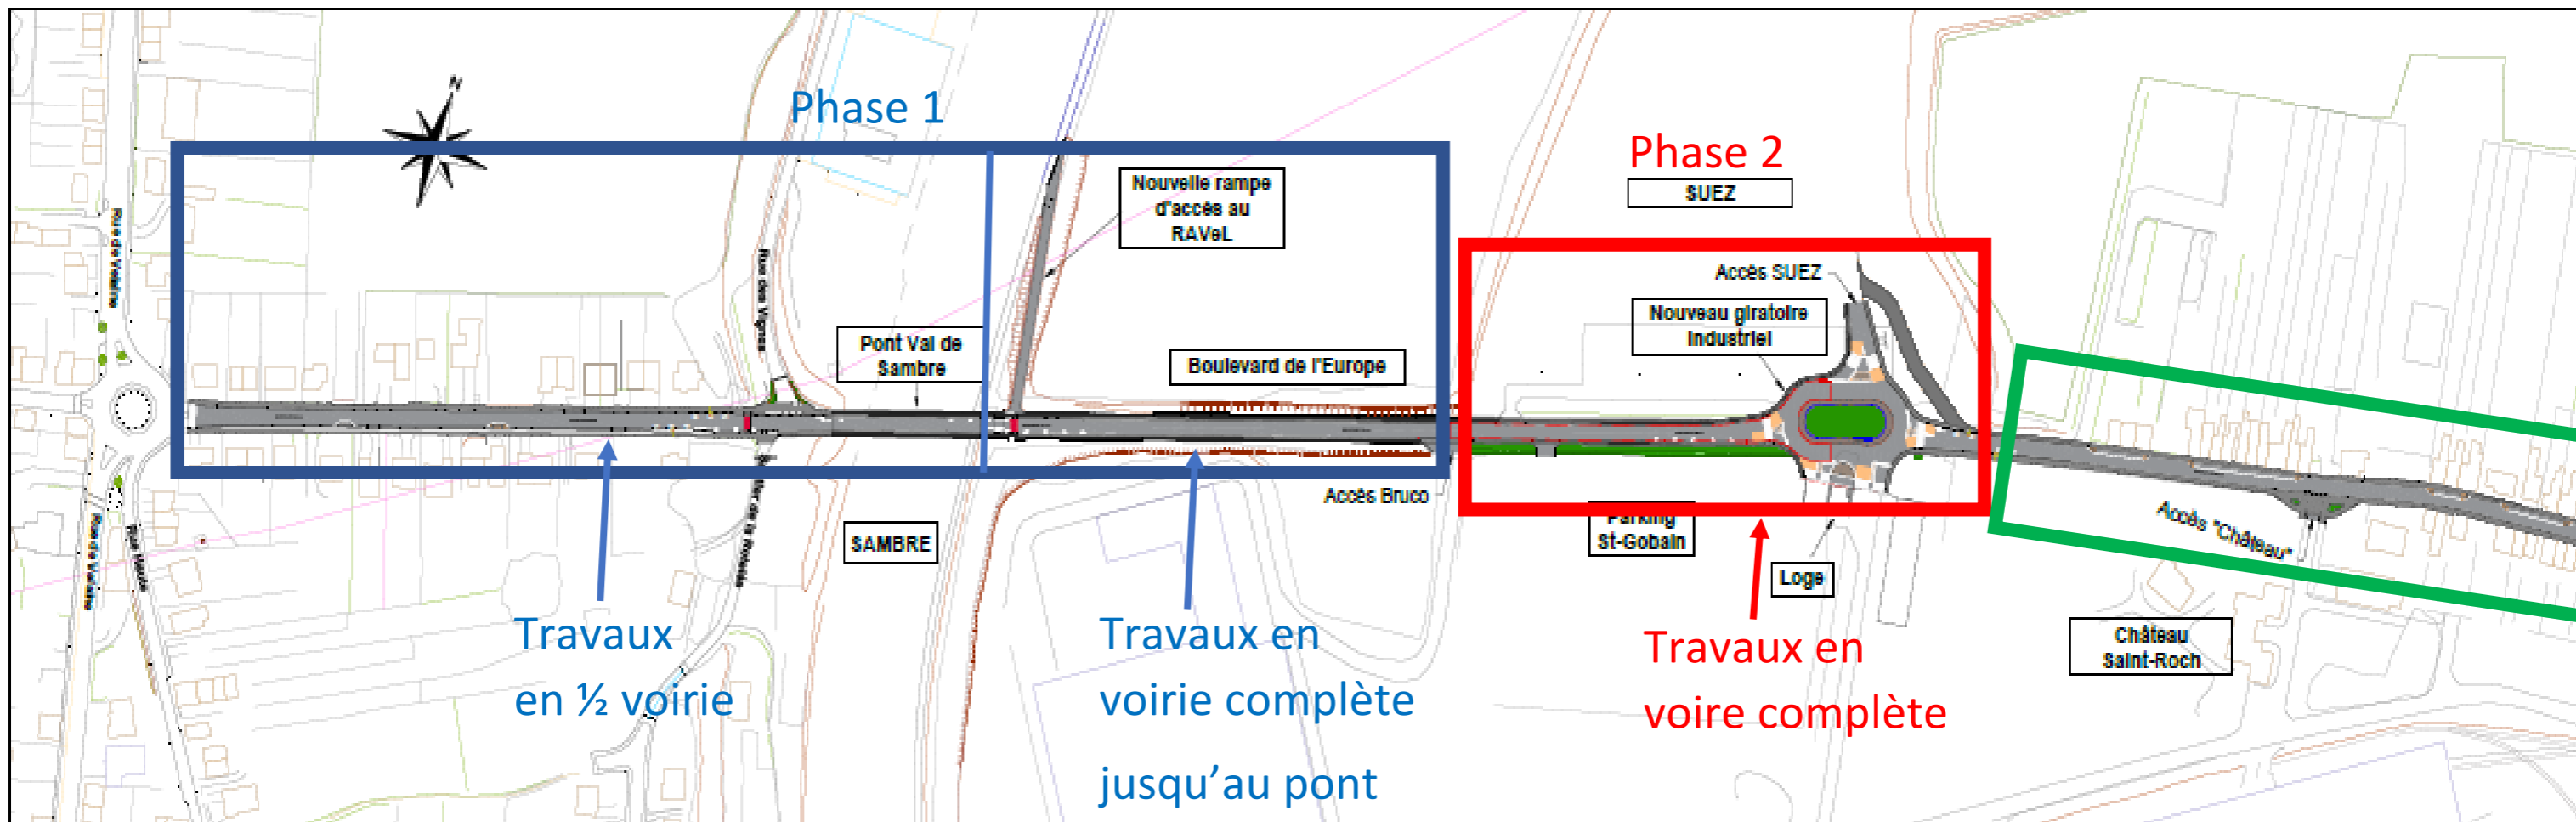 Phase 1
Phase 2
SUEZ
Nouvelle rampe
d'accès au
RAVeL
Accès SUEZ
Nouveau giratoire
Industriel
Rue des Vignes
Pont Val de
Sambre
Boulevard de l'Europe
Accès Bruco
Parking
St-Gobain
SAMBRE
Loge
Accès "Château"
Château
Saint-Roch
Rue Haute
Travaux
en ½ voirie
Travaux en
voirie complète
jusqu'au pont
Travaux en
voire complète
N